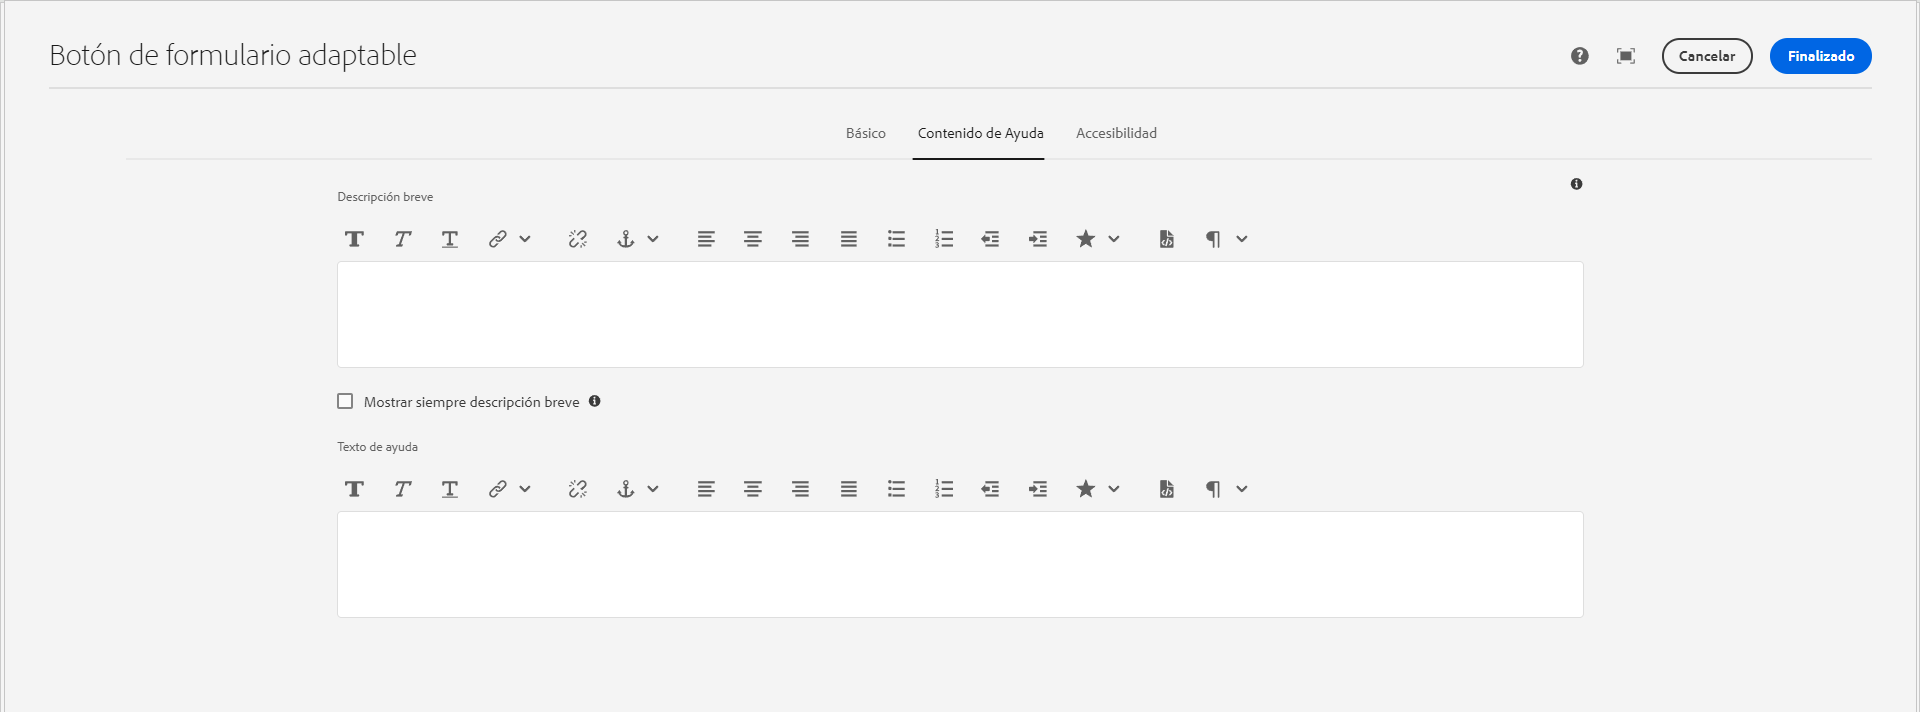 Botón de formulario adaptable
Cancelar
Finalizado
Básico
Contenido de Ayuda
Accesibilidad
Descripción breve
Mostrar siempre descripción breve
Texto de ayuda